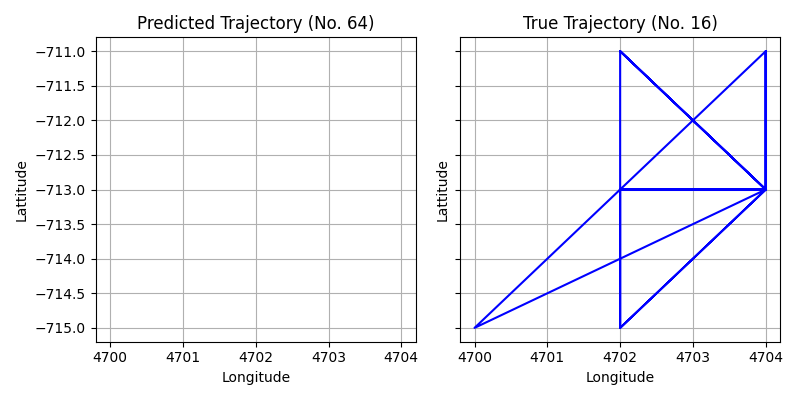 Predicted Trajectory (No. 64)
Lattitude
−711.0
−711.5
−712.0
−712.5
−713.0
−713.5
−714.0
−714.5
−715.0
4700 4701 4702 4703 4704
Longitude
True Trajectory (No. 16)
Lattitude
4700 4701 4702 4703 4704
Longitude